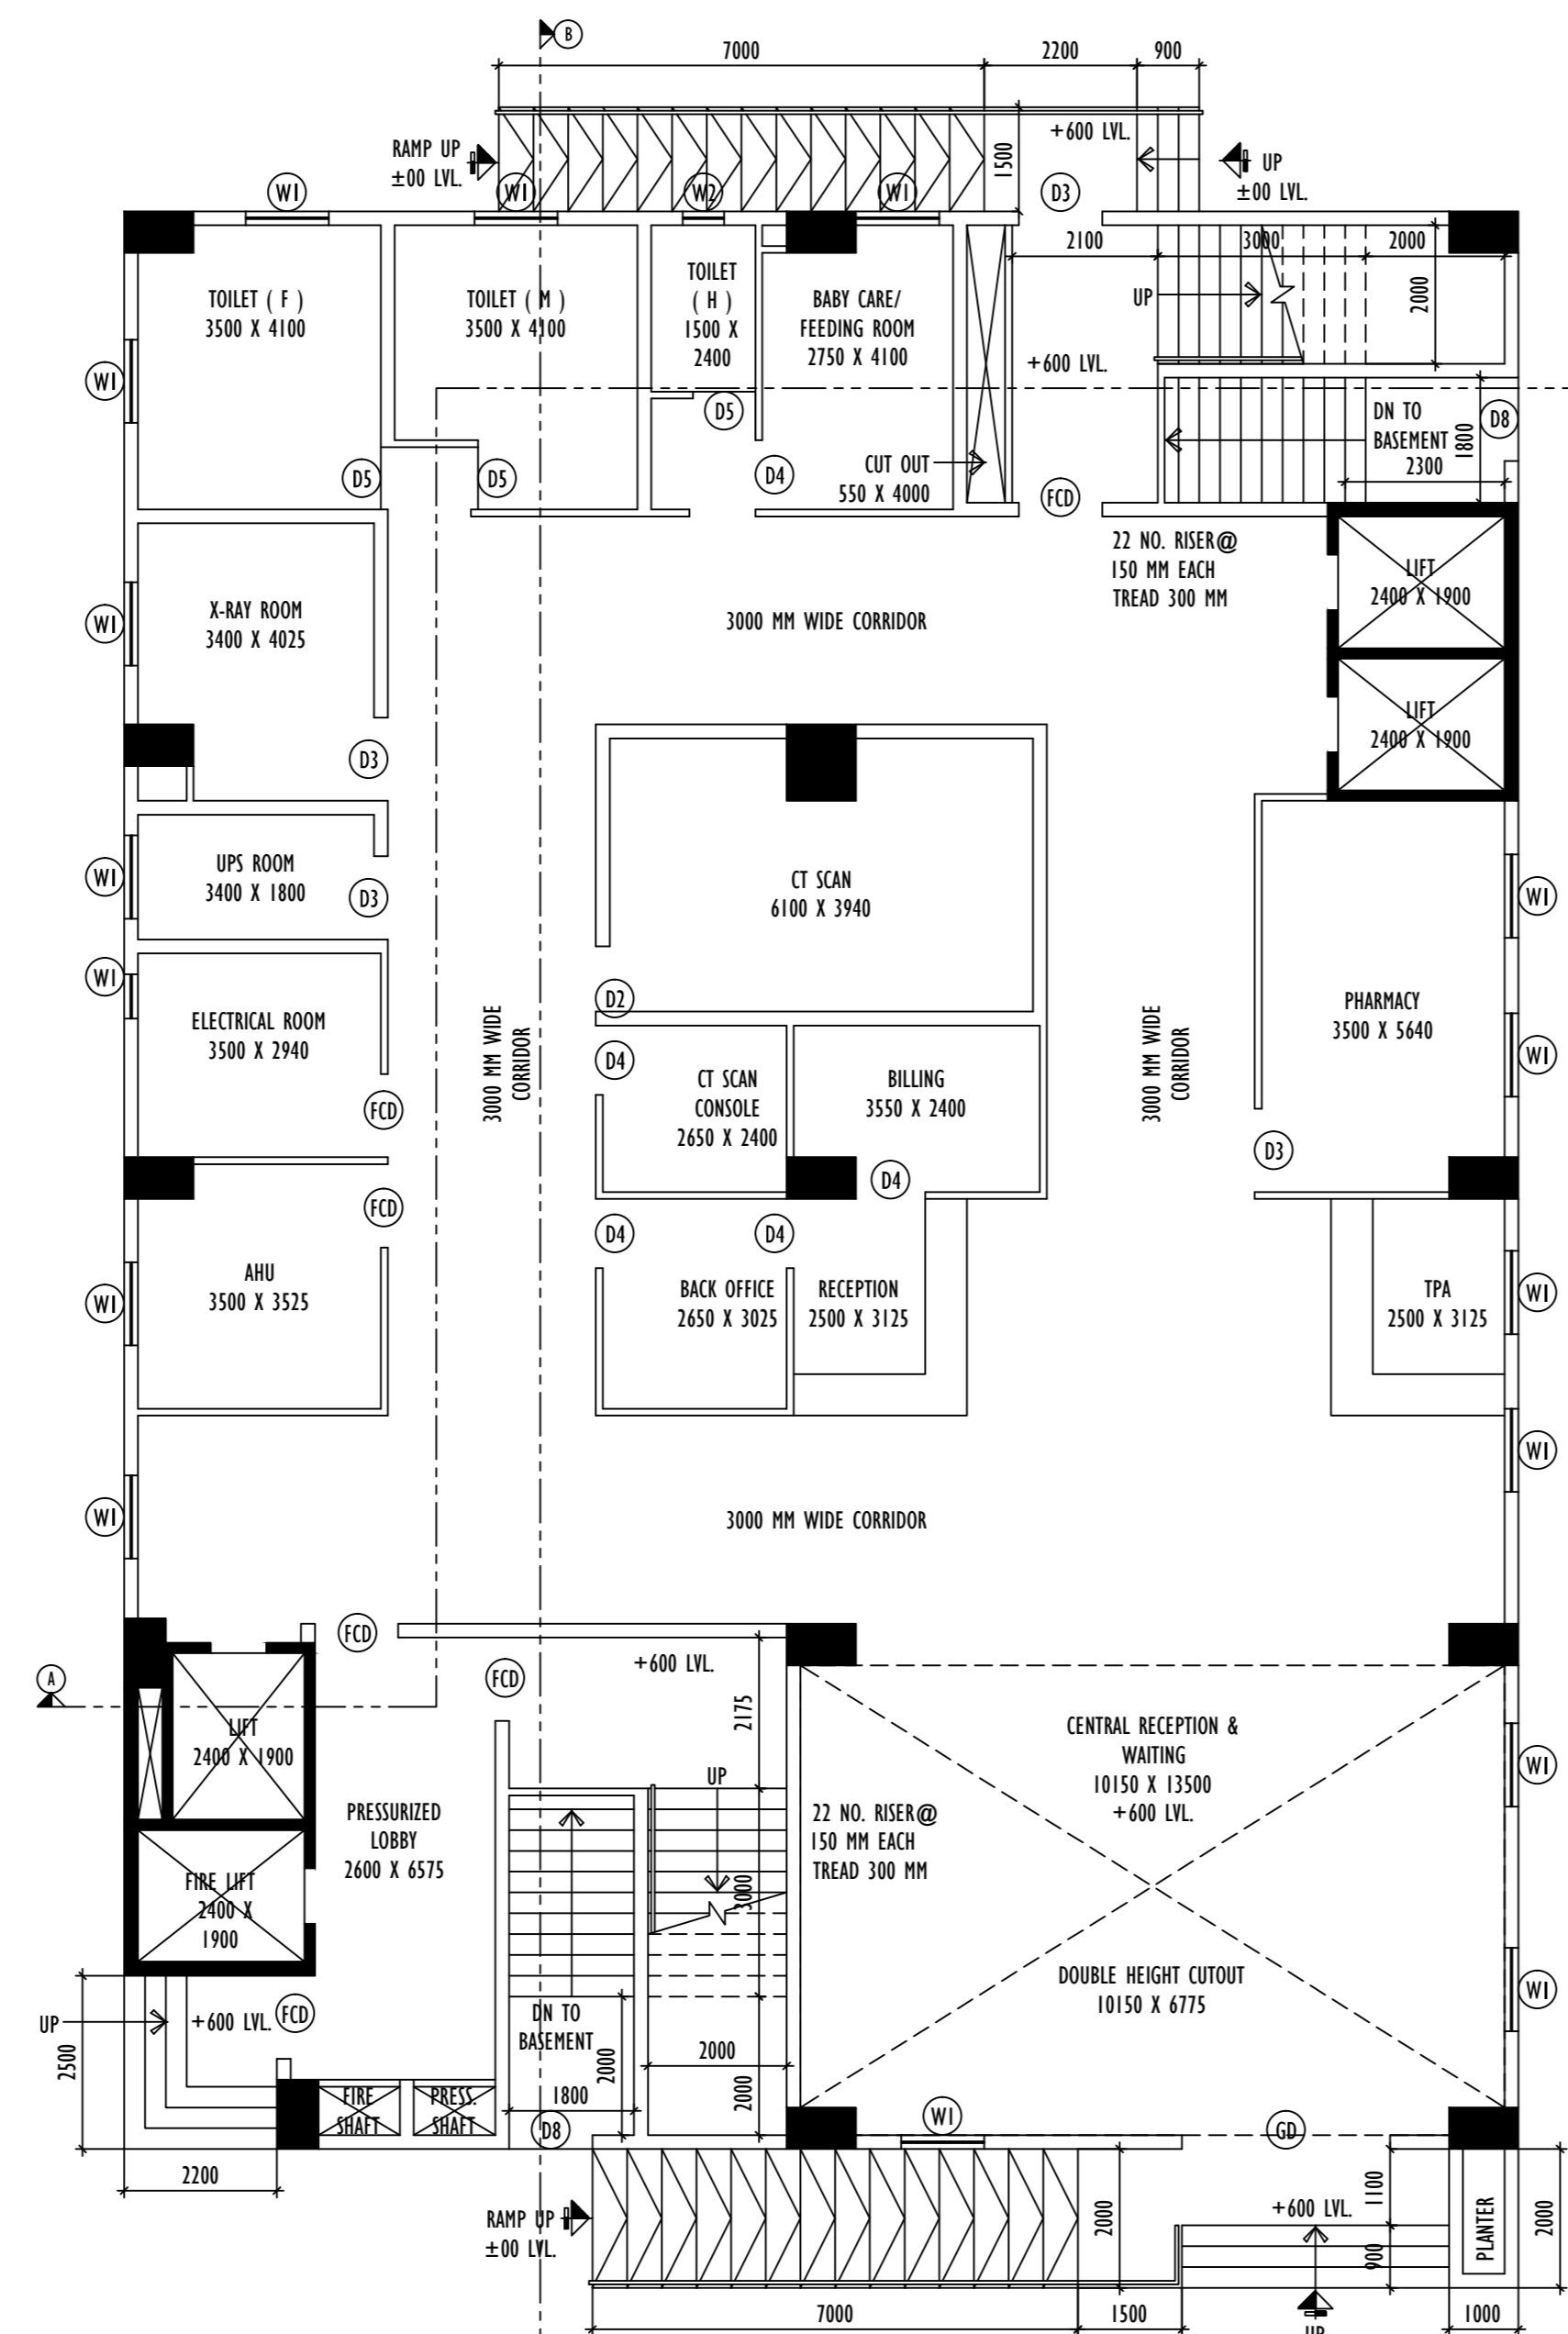 B
7000
2200
900
RAMP UP
±00 LVL.
1500
+600 LVL.
UP
±00 LVL.
W1
W1
W2
W1
D3
2100
3000
2000
TOILET ( F )
3500 X 4100
TOILET ( M )
3500 X 4100
TOILET
( H )
1500 X
2400
BABY CARE/
FEEDING ROOM
2750 X 4100
UP
2000
+600 LVL.
W1
D5
D5
D5
D4
CUT OUT
550 X 4000
FCD
DN TO
BASEMENT
2300
1800
D8
22 NO. RISER@
150 MM EACH
TREAD 300 MM
LIFT
2400 X 1900
LIFT
2400 X 1900
W1
X-RAY ROOM
3400 X 4025
3000 MM WIDE CORRIDOR
D3
W1
UPS ROOM
3400 X 1800
D3
CT SCAN
6100 X 3940
W1
W1
ELECTRICAL ROOM
3500 X 2940
FCD
3000 MM WIDE
CORRIDOR
D2
D4
CT SCAN
CONSOLE
2650 X 2400
BILLING
3550 X 2400
D4
3000 MM WIDE
CORRIDOR
PHARMACY
3500 X 5640
W1
D3
FCD
W1
AHU
3500 X 3525
D4
D4
BACK OFFICE
2650 X 3025
RECEPTION
2500 X 3125
TPA
2500 X 3125
W1
W1
W1
3000 MM WIDE CORRIDOR
FCD
FCD
+600 LVL.
2175
A
LIFT
2400 X 1900
PRESSURIZED
LOBBY
2600 X 6575
FIRE LIFT
2400 X
1900
UP
3000
22 NO. RISER@
150 MM EACH
TREAD 300 MM
CENTRAL RECEPTION &
WAITING
10150 X 13500
+600 LVL.
W1
DOUBLE HEIGHT CUTOUT
10150 X 6775
W1
UP
+600 LVL.
FCD
2500
2200
FIRE
SHAFT
PRESS.
SHAFT
DN TO
BASEMENT
2000
1800
2000
2000
D8
W1
GD
RAMP UP
±00 LVL.
2000
+600 LVL.
1100
900
PLANTER
2000
7000
1500
UP
1000